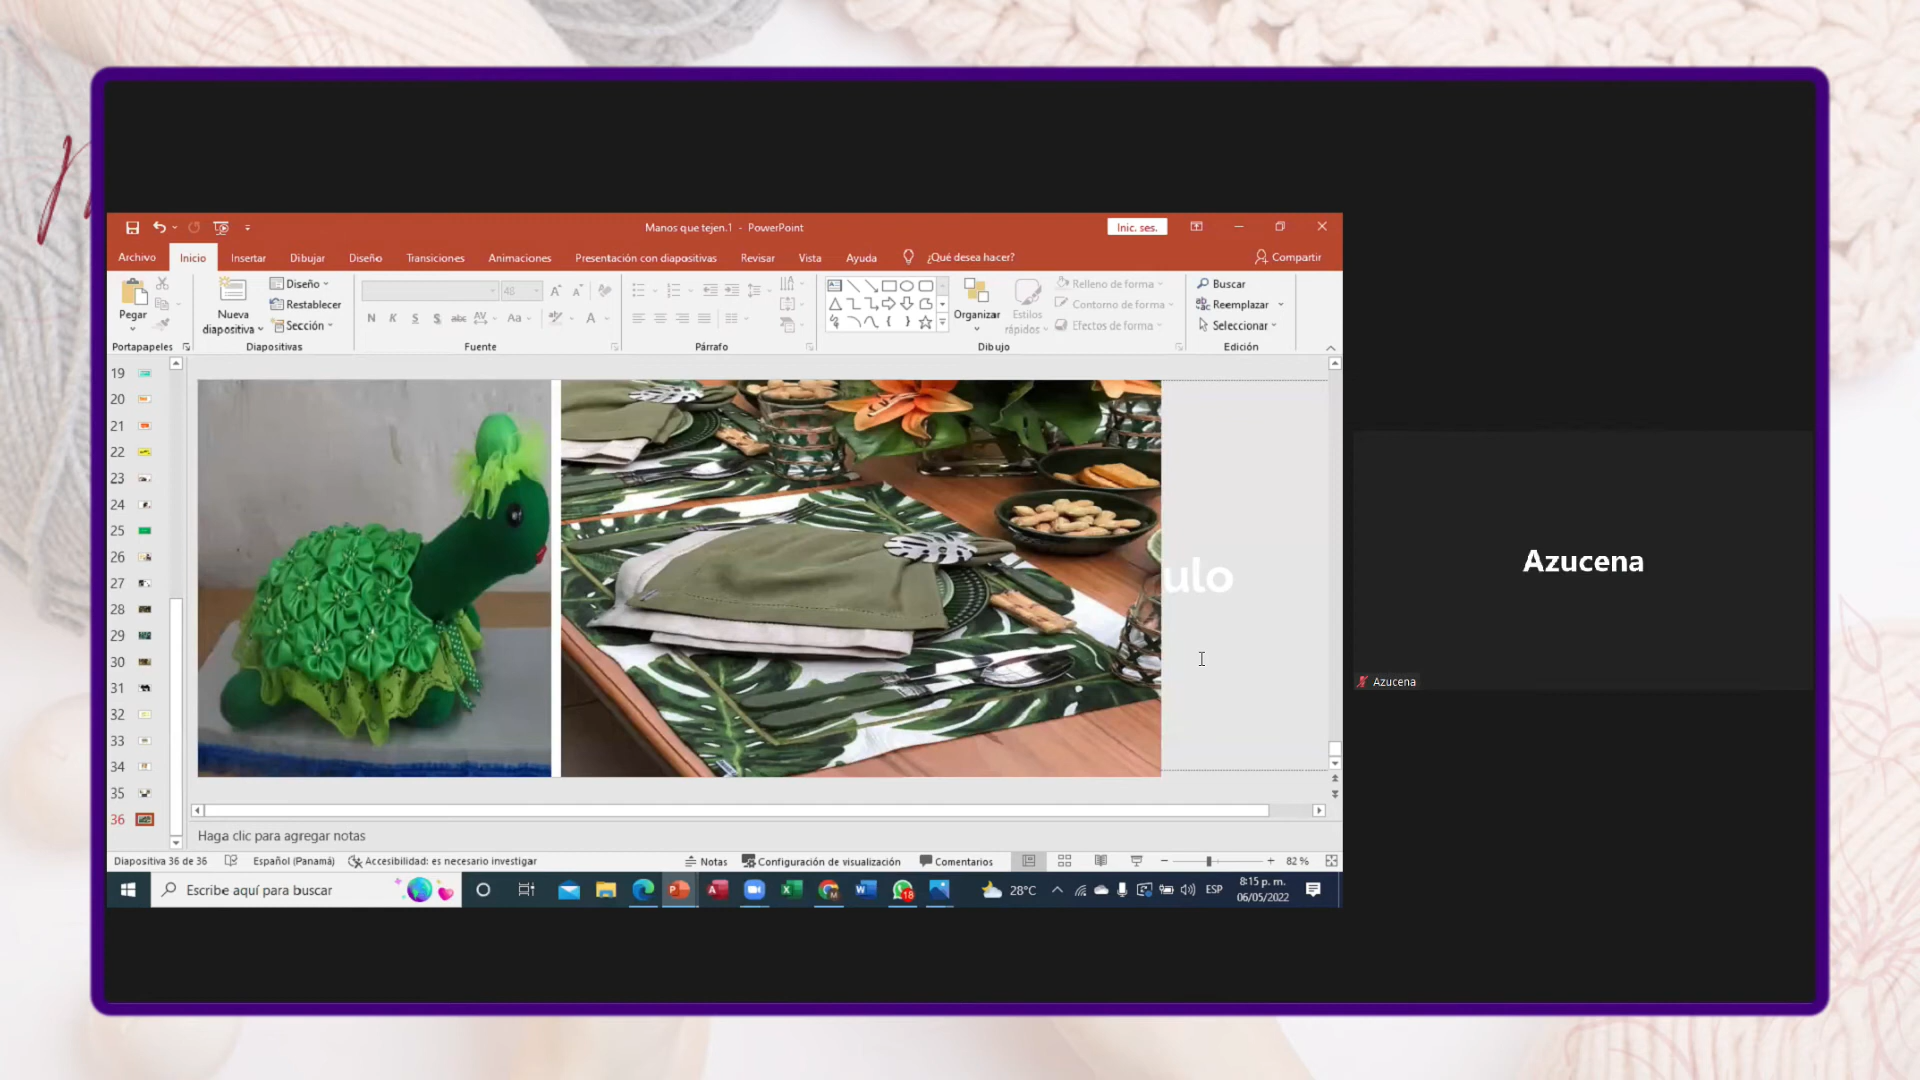 Manos que tejen.1 - PowerPoint
Inic. ses.
Archivo Inicio Insertar Dibujar Diseño Transiciones Animaciones Presentación con diapositivas Revisar Vista Ayuda ¿Qué desea hacer? Compartir
Pegar
Nueva
diapositiva
Diseño
Restablecer
Sección
48
N K S S abc AV Aa A
Organizar
Estilos
rápidos
Relleno de forma
Contorno de forma
Efectos de forma
Buscar
Reemplazar
Seleccionar
Portapapeles Diapositivas Fuente Párrafo Dibujo Edición
19
20
21
22
23
24
25
26
27
28
29
30
31
32
33
34
35
36
ulo
Azucena
Azucena
Haga clic para agregar notas
Diapositiva 36 de 36 Español (Panamá) Accesibilidad: es necesario investigar Notas Configuración de visualización Comentarios 82 %
Escribe aquí para buscar 18 28°C ESP 8:15 p. m.
06/05/2022